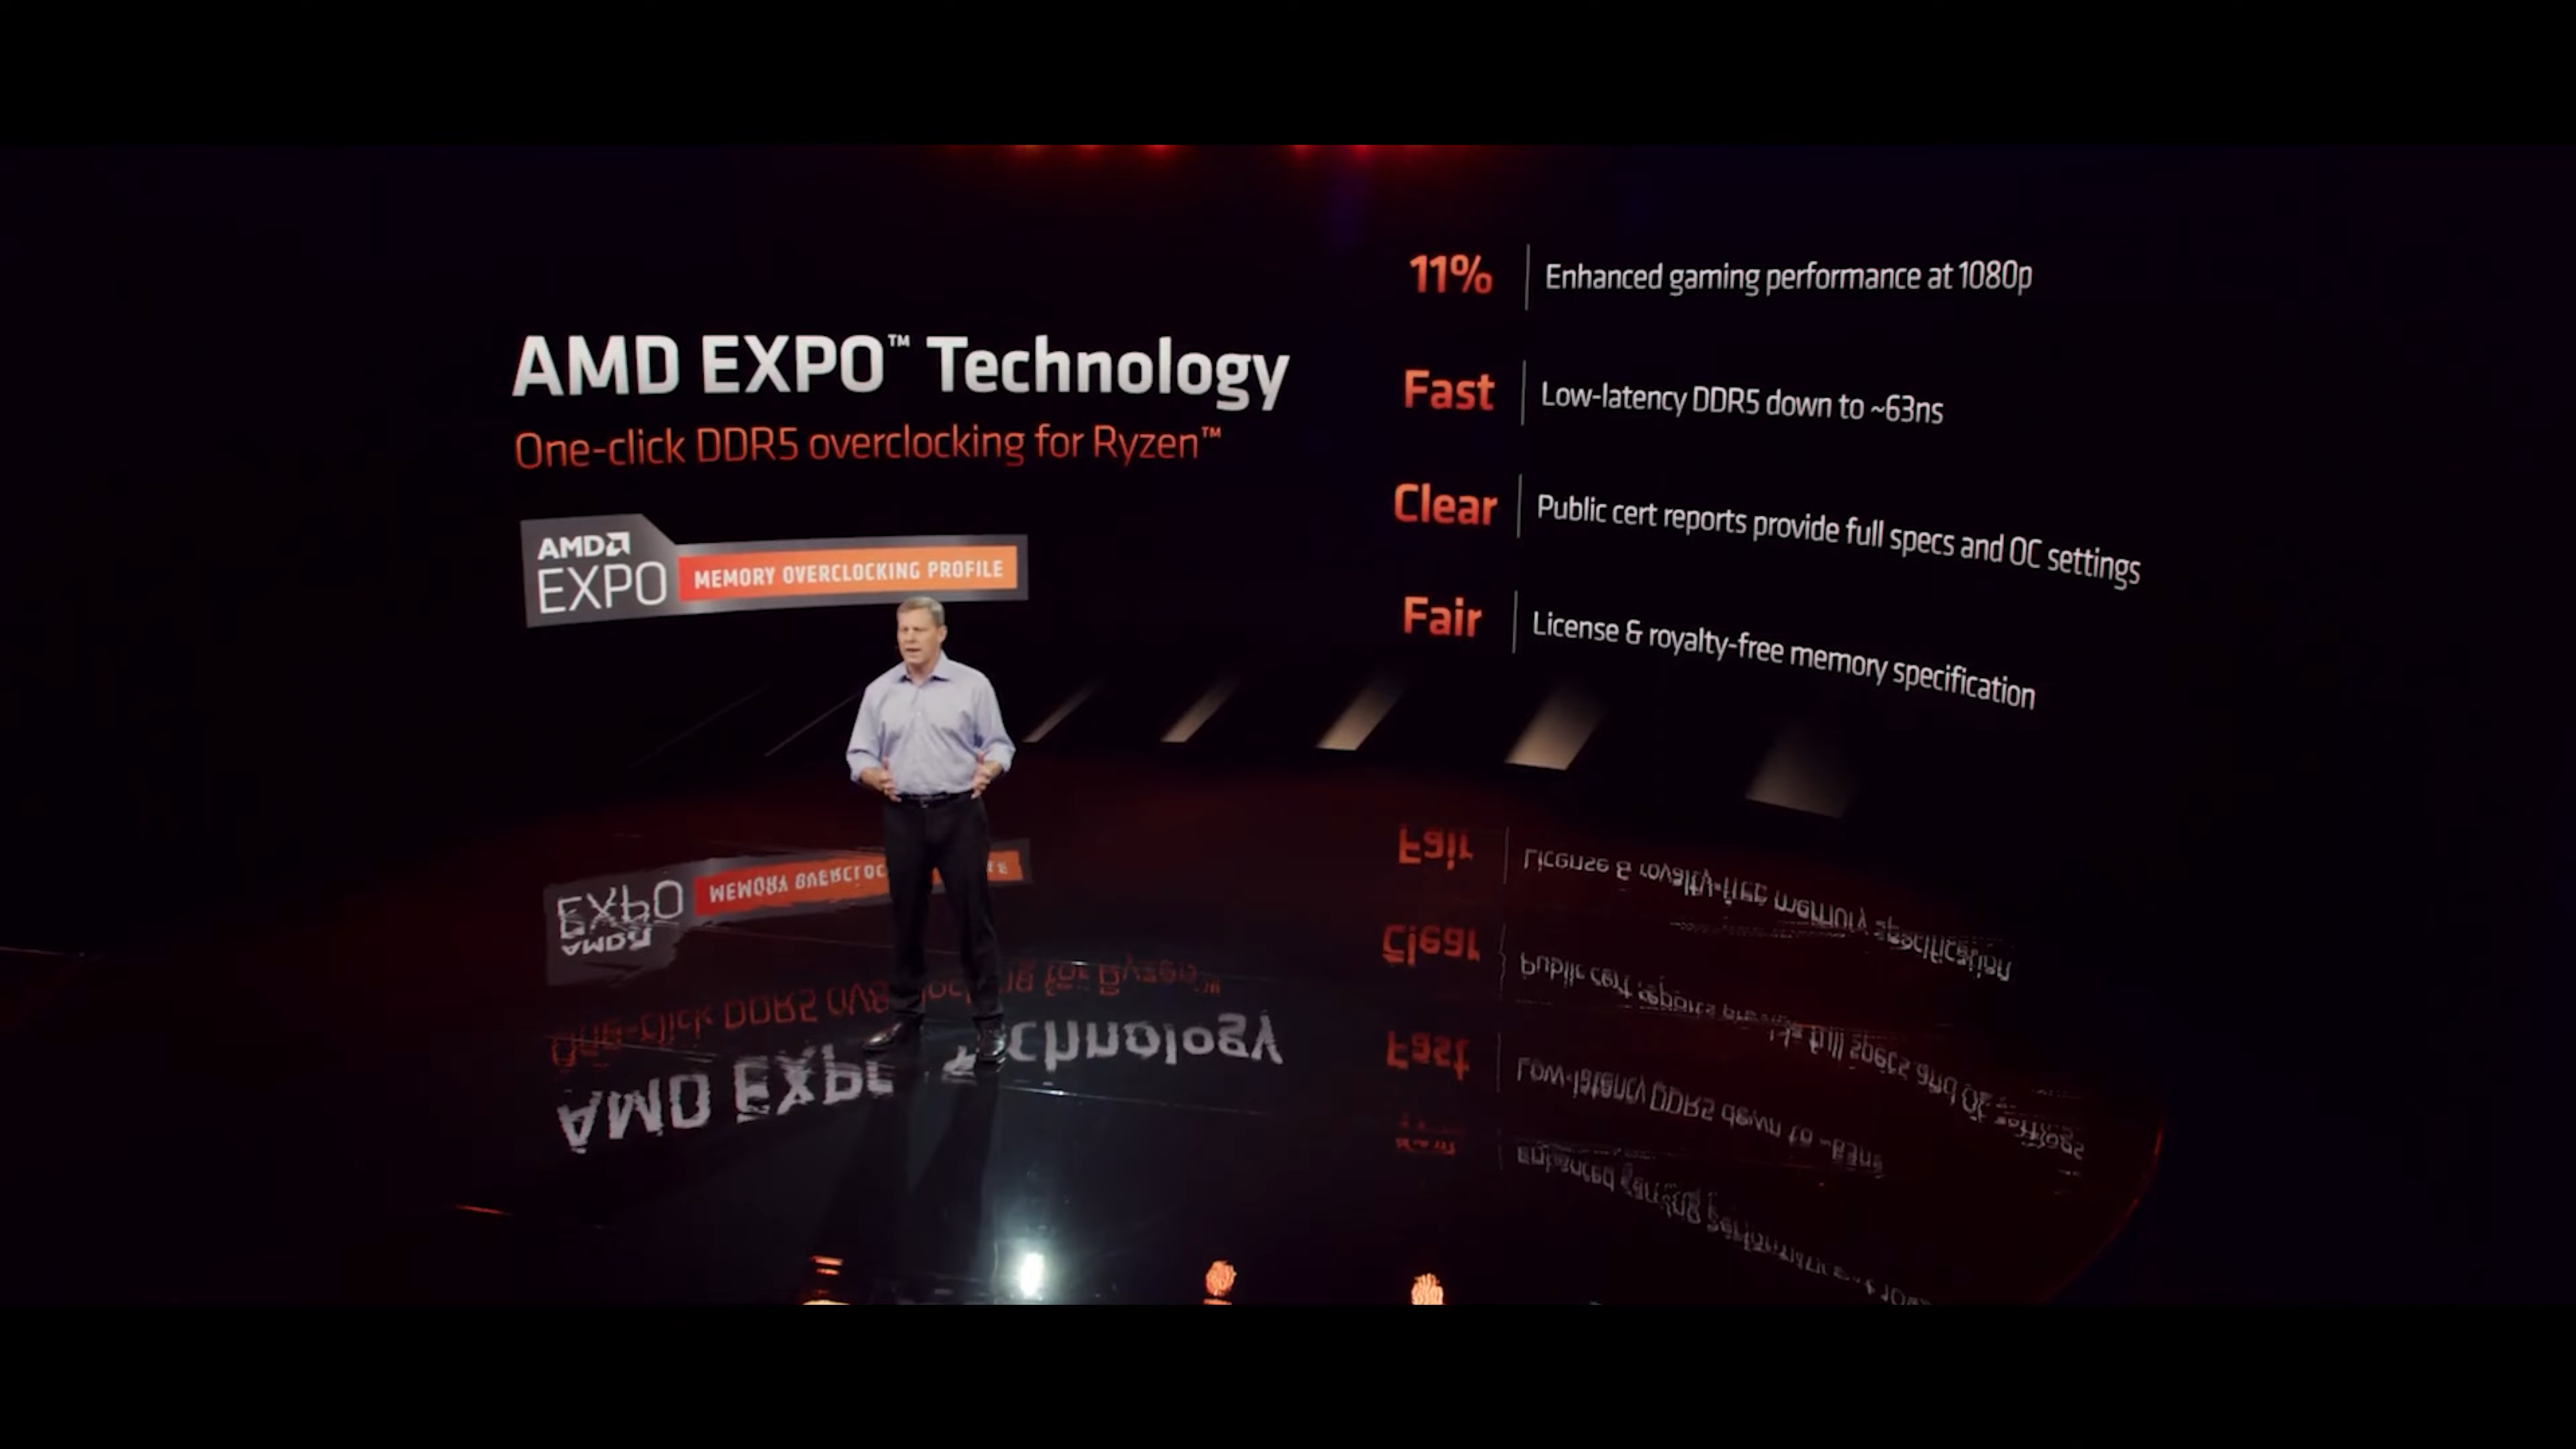 AMD EXPO™ Technology
One-click DDR5 overclocking for Ryzen™
AMD
EXPO
MEMORY OVERCLOCKING PROFILE
11%
Enhanced gaming performance at 1080p
Fast
Low-latency DDR5 down to ~63ns
Clear
Public cert reports provide full specs and OC settings
Fair
License & royalty-free memory specification